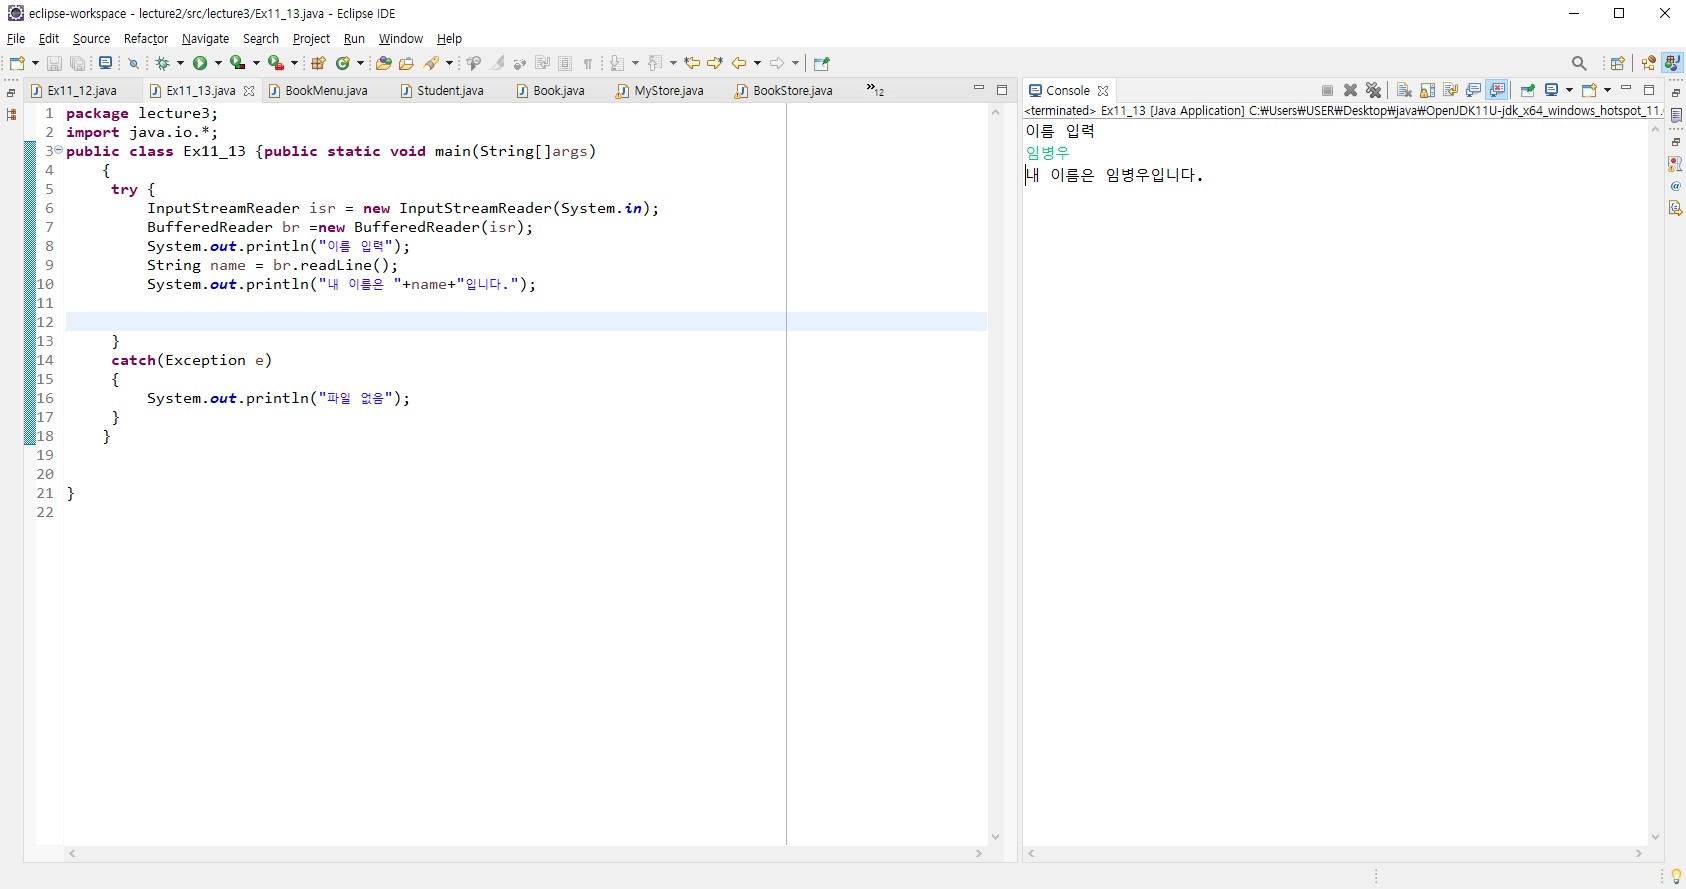 eclipse-workspace - lecture2/src/lecture3/Ex11_13.java - Eclipse IDE
File Edit Source Refactor Navigate Search Project Run Window Help
Ex11_12.java Ex11_13.java BookMenu.java Student.java Book.java MyStore.java BookStore.java »12
1 package lecture3;
2 import java.io.*;
3 public class Ex11_13 {public static void main(String[]args)
4 {
5 try {
6 InputStreamReader isr = new InputStreamReader(System.in);
7 BufferedReader br =new BufferedReader(isr);
8 System.out.println("이름 입력");
9 String name = br.readLine();
10 System.out.println("내 이름은 "+name+"입니다.");
11
12
13 }
14 catch(Exception e)
15 {
16 System.out.println("파일 없음");
17 }
18 }
19
20
21 }
22
Console
<terminated> Ex11_13 [Java Application] C:₩Users₩USER₩Desktop₩java₩OpenJDK11U-jdk_x64_windows_hotspot_11.
이름 입력
임병우
내 이름은 임병우입니다.